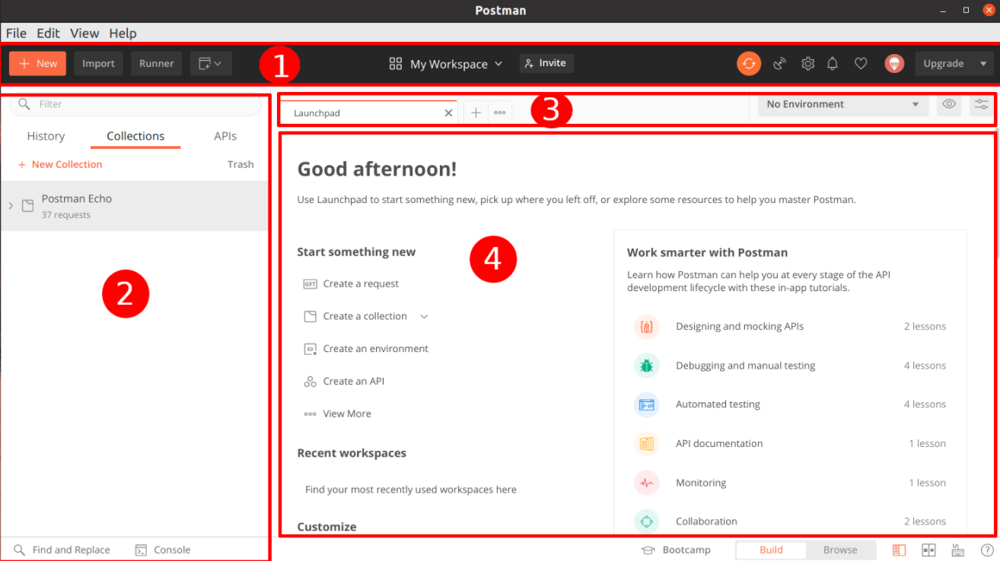 Postman
File Edit View Help
+ New Import Runner 1 My Workspace Invite Upgrade
Filter
History Collections APIs
+ New Collection Trash
Postman Echo
37 requests
2
Launchpad 3 No Environment
Good afternoon!
Use Launchpad to start something new, pick up where you left off, or explore some resources to help you master Postman.
Start something new
4
GET Create a request
Create a collection
Create an environment
Create an API
View More
Recent workspaces
Find your most recently used workspaces here
Customize
Work smarter with Postman
Learn how Postman can help you at every stage of the API
development lifecycle with these in-app tutorials.
Designing and mocking APIs 2 lessons
Debugging and manual testing 4 lessons
Automated testing 4 lessons
API documentation 1 lesson
Monitoring 1 lesson
Collaboration 2 lessons
Find and Replace Console Bootcamp Build Browse